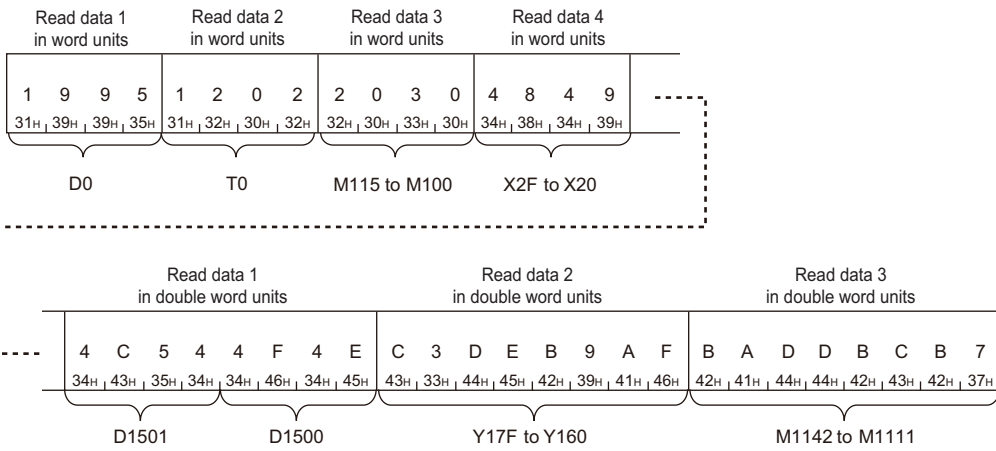 Read data 1 Read data 2 Read data 3 Read data 4
in word units in word units in word units in word units
1 9 9 5 1 2 0 2 2 0 3 0 4 8 4 9
31H 39H 39H 35H 31H 32H 30H 32H 32H 30H 33H 30H 34H 38H 34H 39H
D0 T0 M115 to M100 X2F to X20
Read data 1 Read data 2 Read data 3
in double word units in double word units in double word units
4 C 5 4 4 F 4 E C 3 D E B 9 A F B A D D B C B 7
34H 43H 35H 34H 34H 46H 34H 45H 43H 33H 44H 45H 42H 39H 41H 46H 42H 41H 44H 44H 42H 43H 42H 37H
D1501 D1500 Y17F to Y160 M1142 to M1111